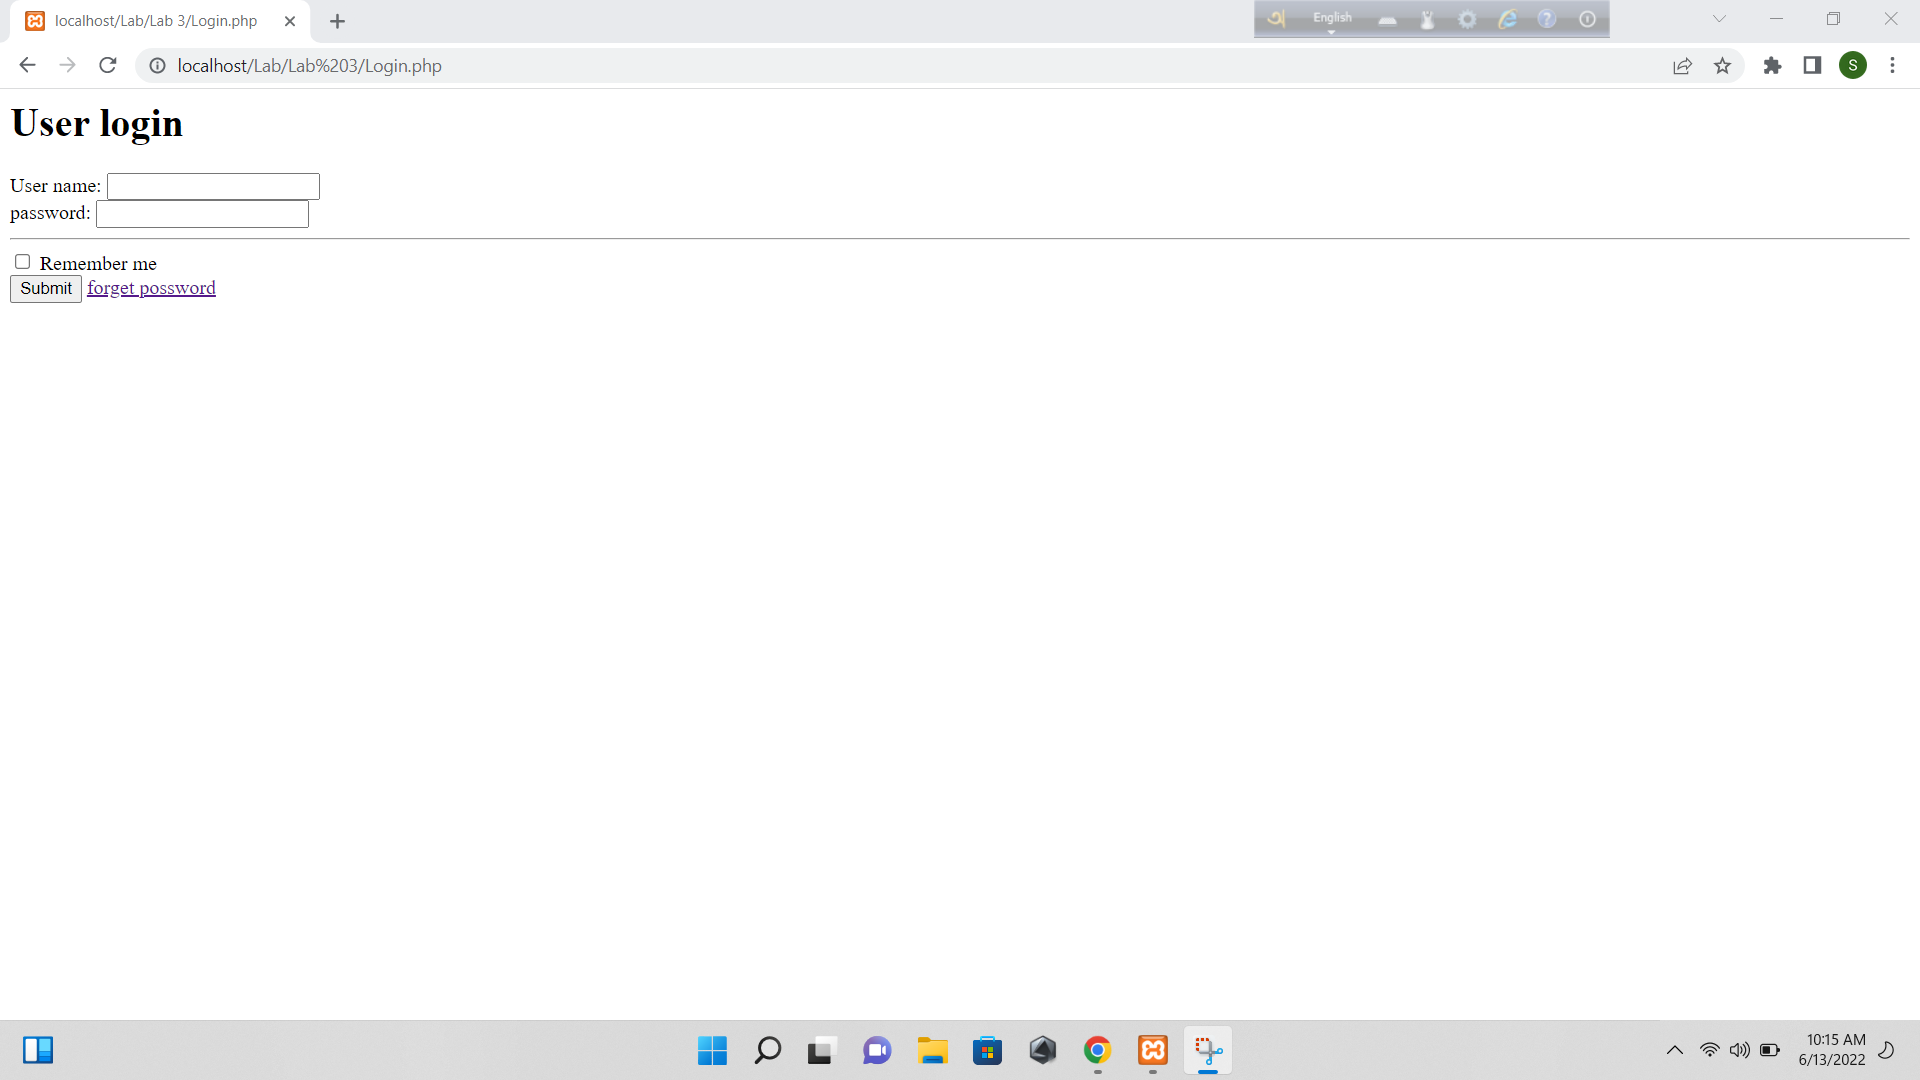 localhost/Lab/Lab 3/Login.php
অ English
localhost/Lab/Lab%203/Login.php
S
User login
User name:
password:
Remember me
Submit forget possword
10:15 AM
6/13/2022